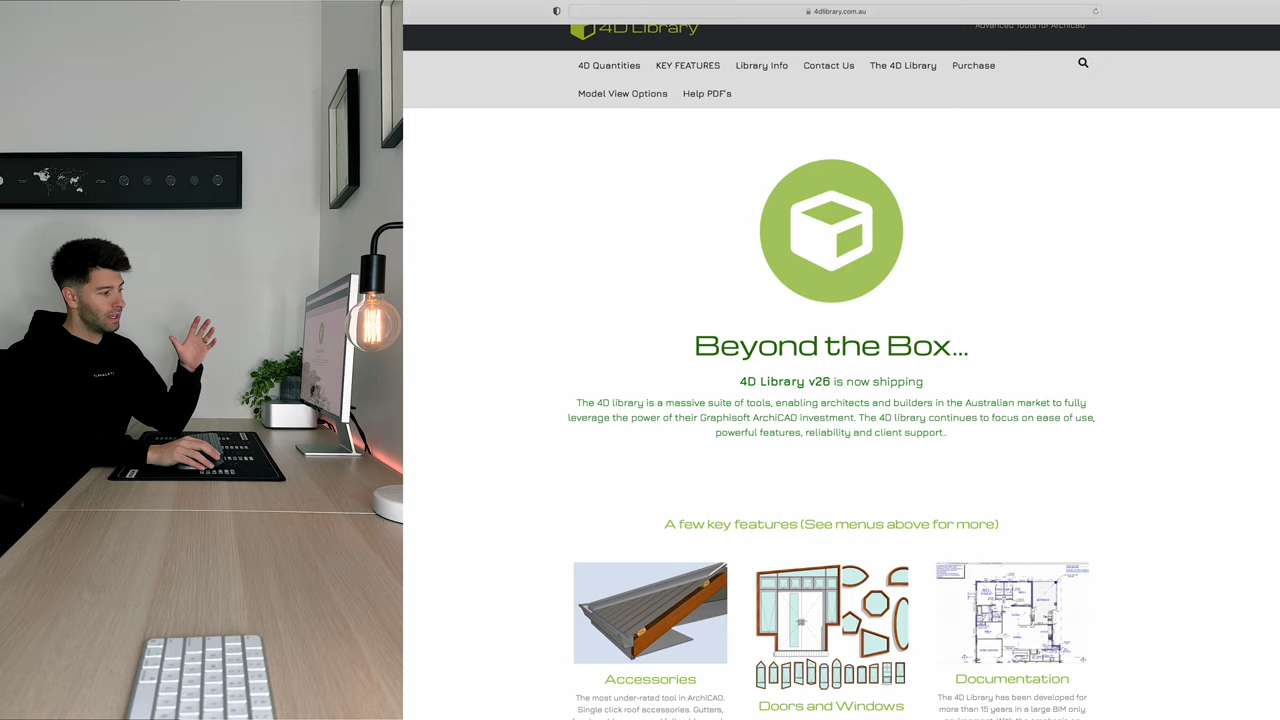 4dlibrary.com.au
4D Library
Advanced Tools for Archicad
4D Quantities KEY FEATURES Library Info Contact Us The 4D Library Purchase
Model View Options Help PDF's
Beyond the Box...
4D Library v26 is now shipping
The 4D library is a massive suite of tools, enabling architects and builders in the Australian market to fully
leverage the power of their Graphisoft ArchiCAD investment. The 4D library continues to focus on ease of use,
powerful features, reliability and client support..
A few key features (See menus above for more)
Accessories
The most under-rated tool in ArchiCAD.
Single click roof accessories. Gutters,
Doors and Windows
Documentation
The 4D Library has been developed for
more than 15 years in a large BIM only